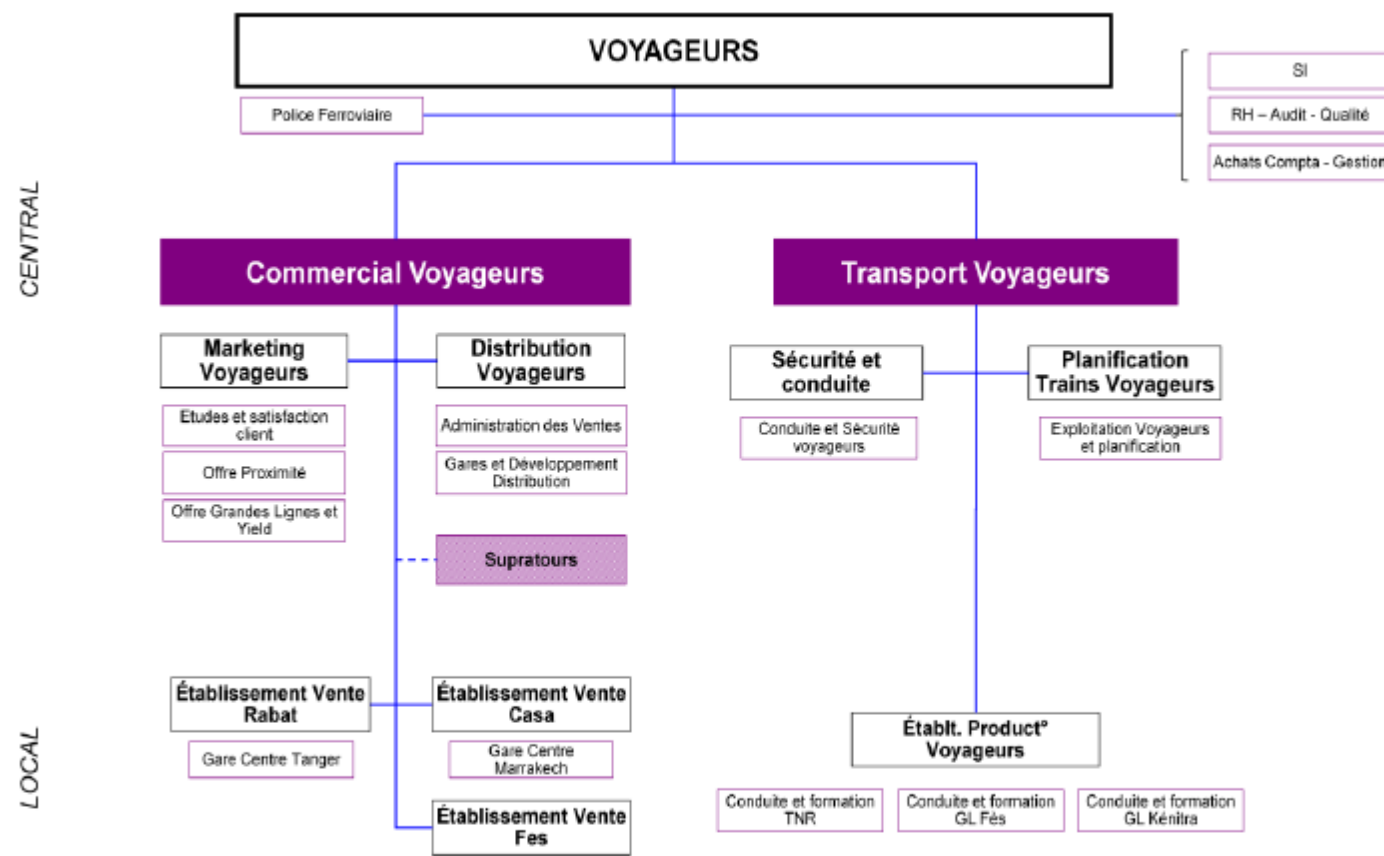 VOYAGEURS
Police Ferroviaire
SI
RH – Audit - Qualité
Achats Compta - Gestion
CENTRAL
Commercial Voyageurs
Transport Voyageurs
Marketing
Voyageurs
Distribution
Voyageurs
Sécurité et
conduite
Planification
Trains Voyageurs
Etudes et satisfaction
client
Administration des Ventes
Conduite et Sécurité
voyageurs
Exploitation Voyageurs
et planification
Offre Proximité
Gares et Développement
Distribution
Offre Grandes Lignes et
Yield
Supratours
LOCAL
Établissement Vente
Rabat
Établissement Vente
Casa
Établt. Product°
Voyageurs
Gare Centre Tanger
Gare Centre
Marrakech
Établissement Vente
Fes
Conduite et formation
TNR
Conduite et formation
GL Fès
Conduite et formation
GL Kénitra